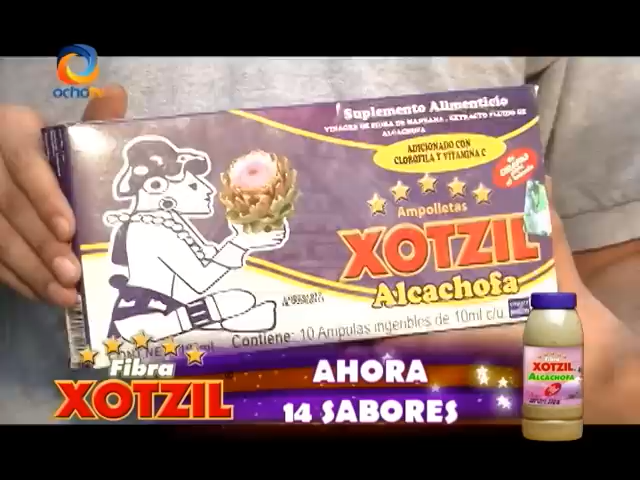 ochoTV
Suplemento Alimenticio
VINAGRE DE SIDRA DE MANZANA, EXTRACTO FLUIDO DE
ALCACHOFA
ADICIONADO CON
CLOROFILA Y VITAMINA C
Ampolletas
XOTZIL
Alcachofa
Contiene: 10 Ampulas ingeribles de 10ml c/u
Fibra
XOTZIL
AHORA
14 SABORES
XOTZIL
ALCACHOFA